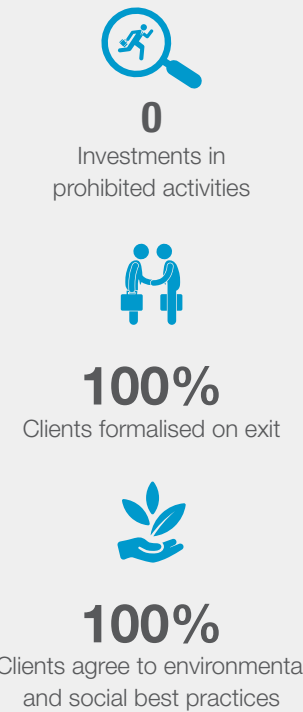 0
Investments in
prohibited activities
100%
Clients formalised on exit
100%
Clients agree to environmenta
and social best practices